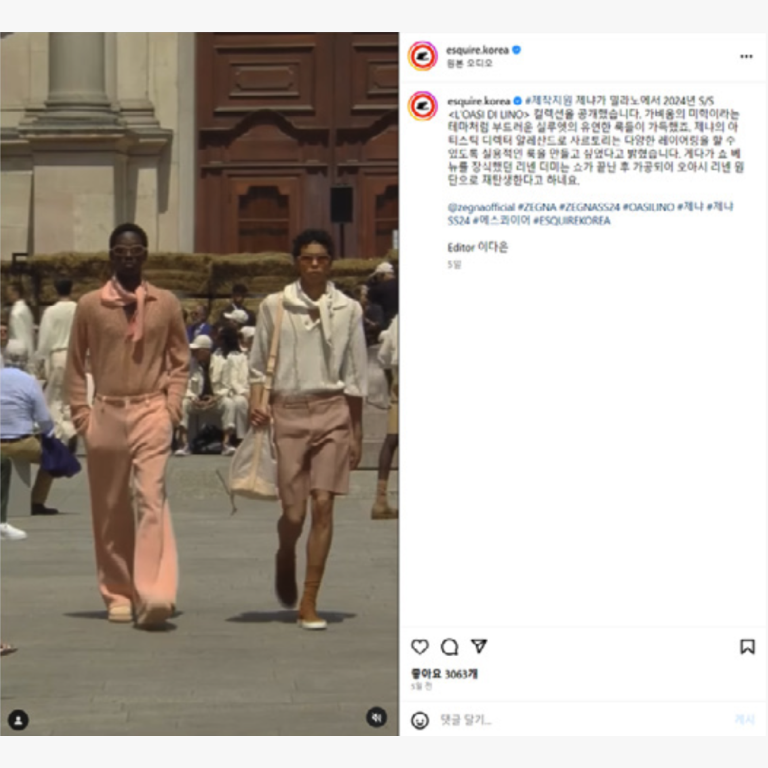 esquire.korea
원본 오디오
esquire.korea #제작지원 제냐가 밀라노에서 2024년 S/S
<L'OASI DI LINO> 컬렉션을 공개했습니다. 가벼움의 미학이라는
테마처럼 부드러운 실루엣의 유연한 룩들이 가득했죠. 제냐의 아
티스틱 디렉터 알레산드로 사르토리는 다양한 레이어링을 할 수
있도록 실용적인 룩을 만들고 싶었다고 밝혔습니다. 게다가 쇼 베
뉴를 장식했던 리넨 더미는 쇼가 끝난 후 가공되어 오아시 리넨 원
단으로 재탄생한다고 하네요.
@zegnaofficial #ZEGNA #ZEGNASS24 #OASILINO #제냐 #제냐
SS24 #에스콰이어 #ESQUIREKOREA
Editor 이다은
5일
좋아요 3063개
5일 전
댓글 달기...
게시